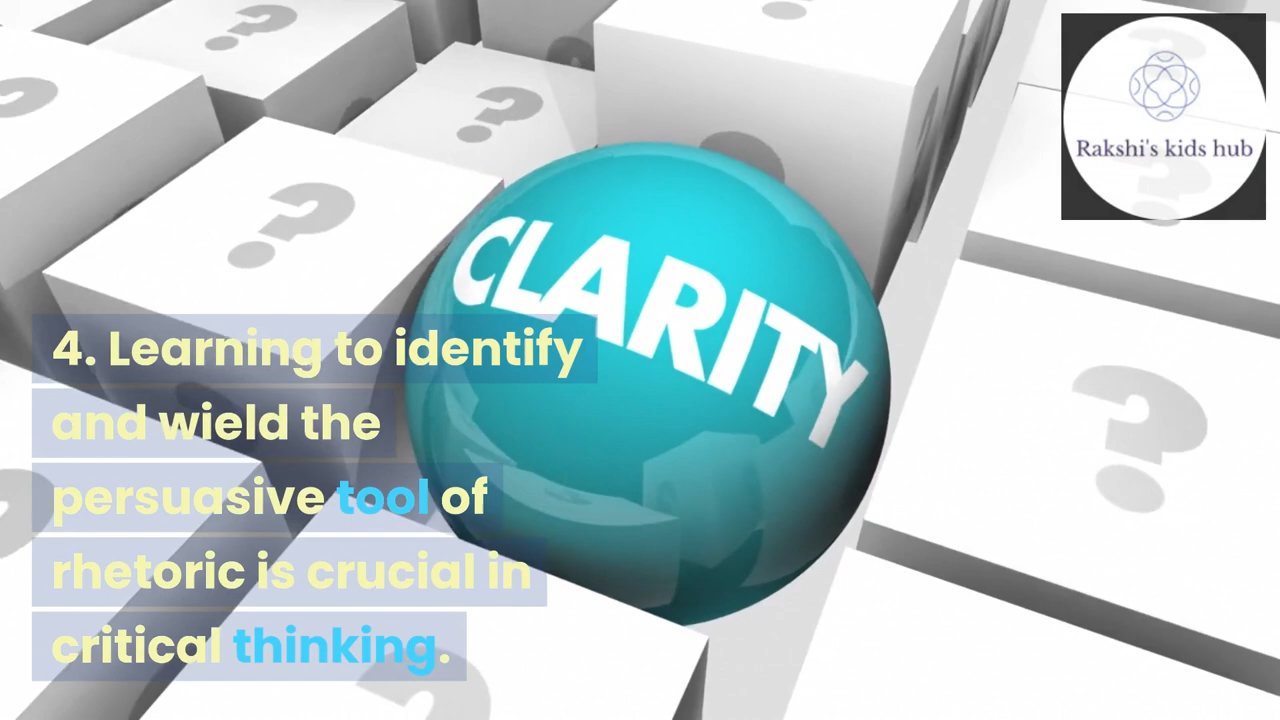 ?
?
?
?
?
?
CLARITY
Rakshi's kids hub
4. Learning to identify
and wield the
persuasive tool of
rhetoric is crucial in
critical thinking.